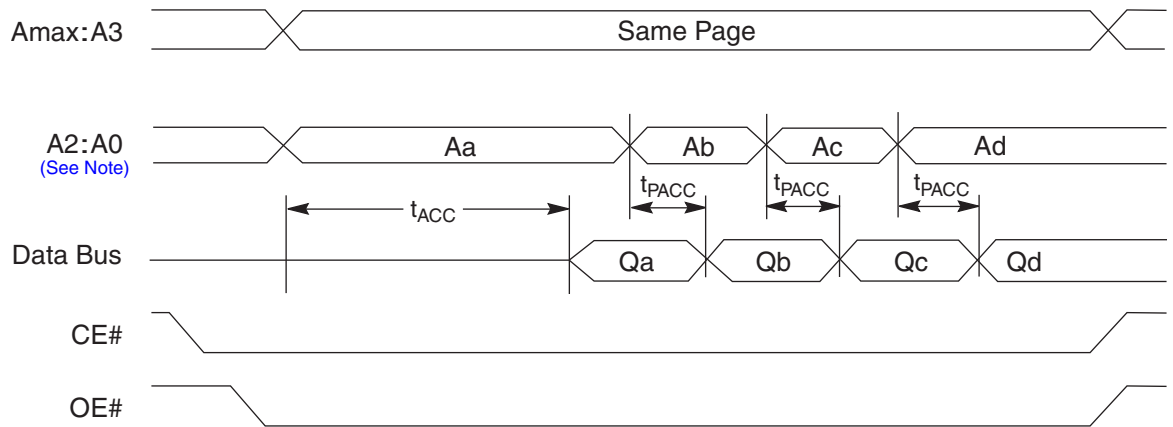 Amax:A3 Same Page
A2:A0 Aa Ab Ac Ad
(See Note)
tACC tPACC tPACC tPACC
Data Bus Qa Qb Qc Qd
CE#
OE#